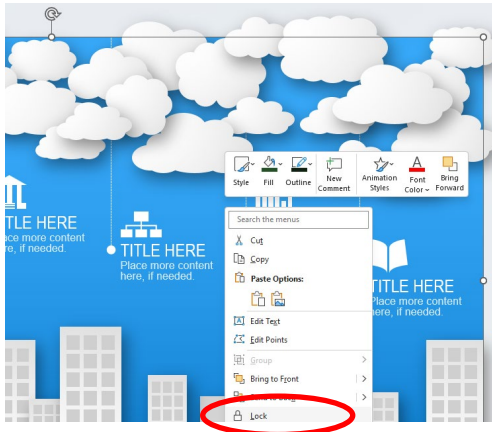 Style
Fill
Outline
New
Comment
Animation
Styles
Font
Color
Bring
Forward
Search the menus
Cut
Copy
Paste Options:
Edit Text
Edit Points
Group
Bring to Front
Lock
TLE HERE
ace more content
re, if needed.
TITLE HERE
Place more content
here, if needed.
TITLE HERE
Place more content
here, if needed.